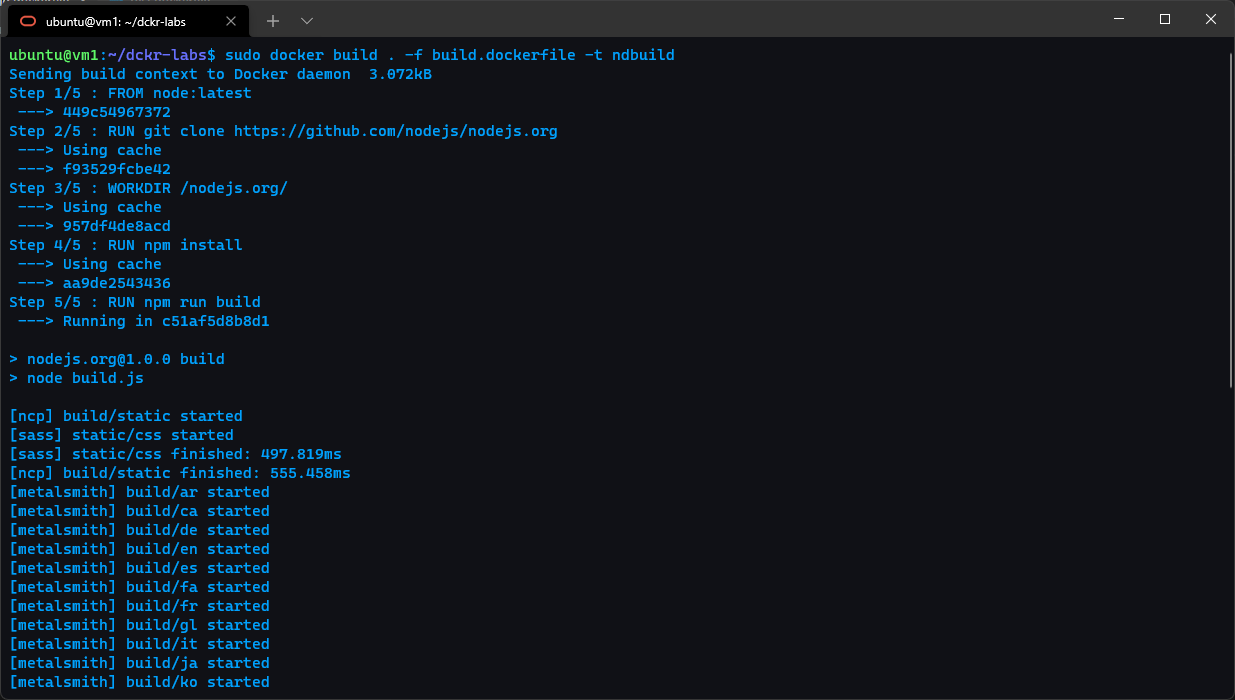 ubuntu@vm1: ~/dckr-labs
ubuntu@vm1:~/dckr-labs$ sudo docker build . -f build.dockerfile -t ndbuild
Sending build context to Docker daemon  3.072kB
Step 1/5 : FROM node:latest
 ---> 449c54967372
Step 2/5 : RUN git clone https://github.com/nodejs/nodejs.org
 ---> Using cache
 ---> f93529fcbe42
Step 3/5 : WORKDIR /nodejs.org/
 ---> Using cache
 ---> 957df4de8acd
Step 4/5 : RUN npm install
 ---> Using cache
 ---> aa9de2543436
Step 5/5 : RUN npm run build
 ---> Running in c51af5d8b8d1
> nodejs.org@1.0.0 build
> node build.js
[ncp] build/static started
[sass] static/css started
[sass] static/css finished: 497.819ms
[ncp] build/static finished: 555.458ms
[metalsmith] build/ar started
[metalsmith] build/ca started
[metalsmith] build/de started
[metalsmith] build/en started
[metalsmith] build/es started
[metalsmith] build/fa started
[metalsmith] build/fr started
[metalsmith] build/gl started
[metalsmith] build/it started
[metalsmith] build/ja started
[metalsmith] build/ko started